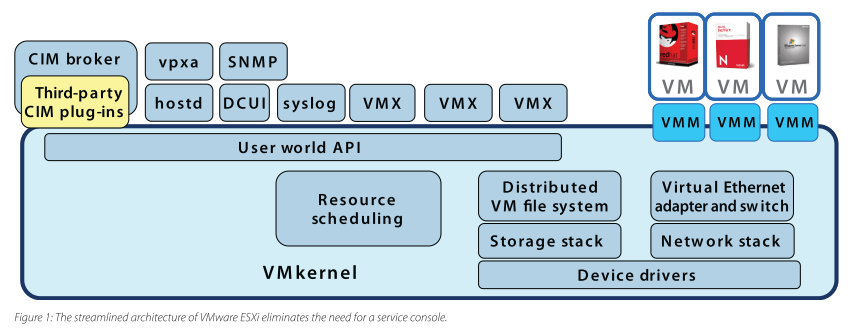 CIM broker
Third-party
CIM plug-ins
vpxa
SNMP
hostd
DCUI
syslog
VMX
VMX
VMX
VM
VM
VM
VMM
VMM
VMM
User world API
Resource
scheduling
Distributed
VM file system
Virtual Ethernet
adapter and switch
Storage stack
Network stack
VMkernel
Device drivers
Figure 1: The streamlined architecture of VMware ESXi eliminates the need for a service console.